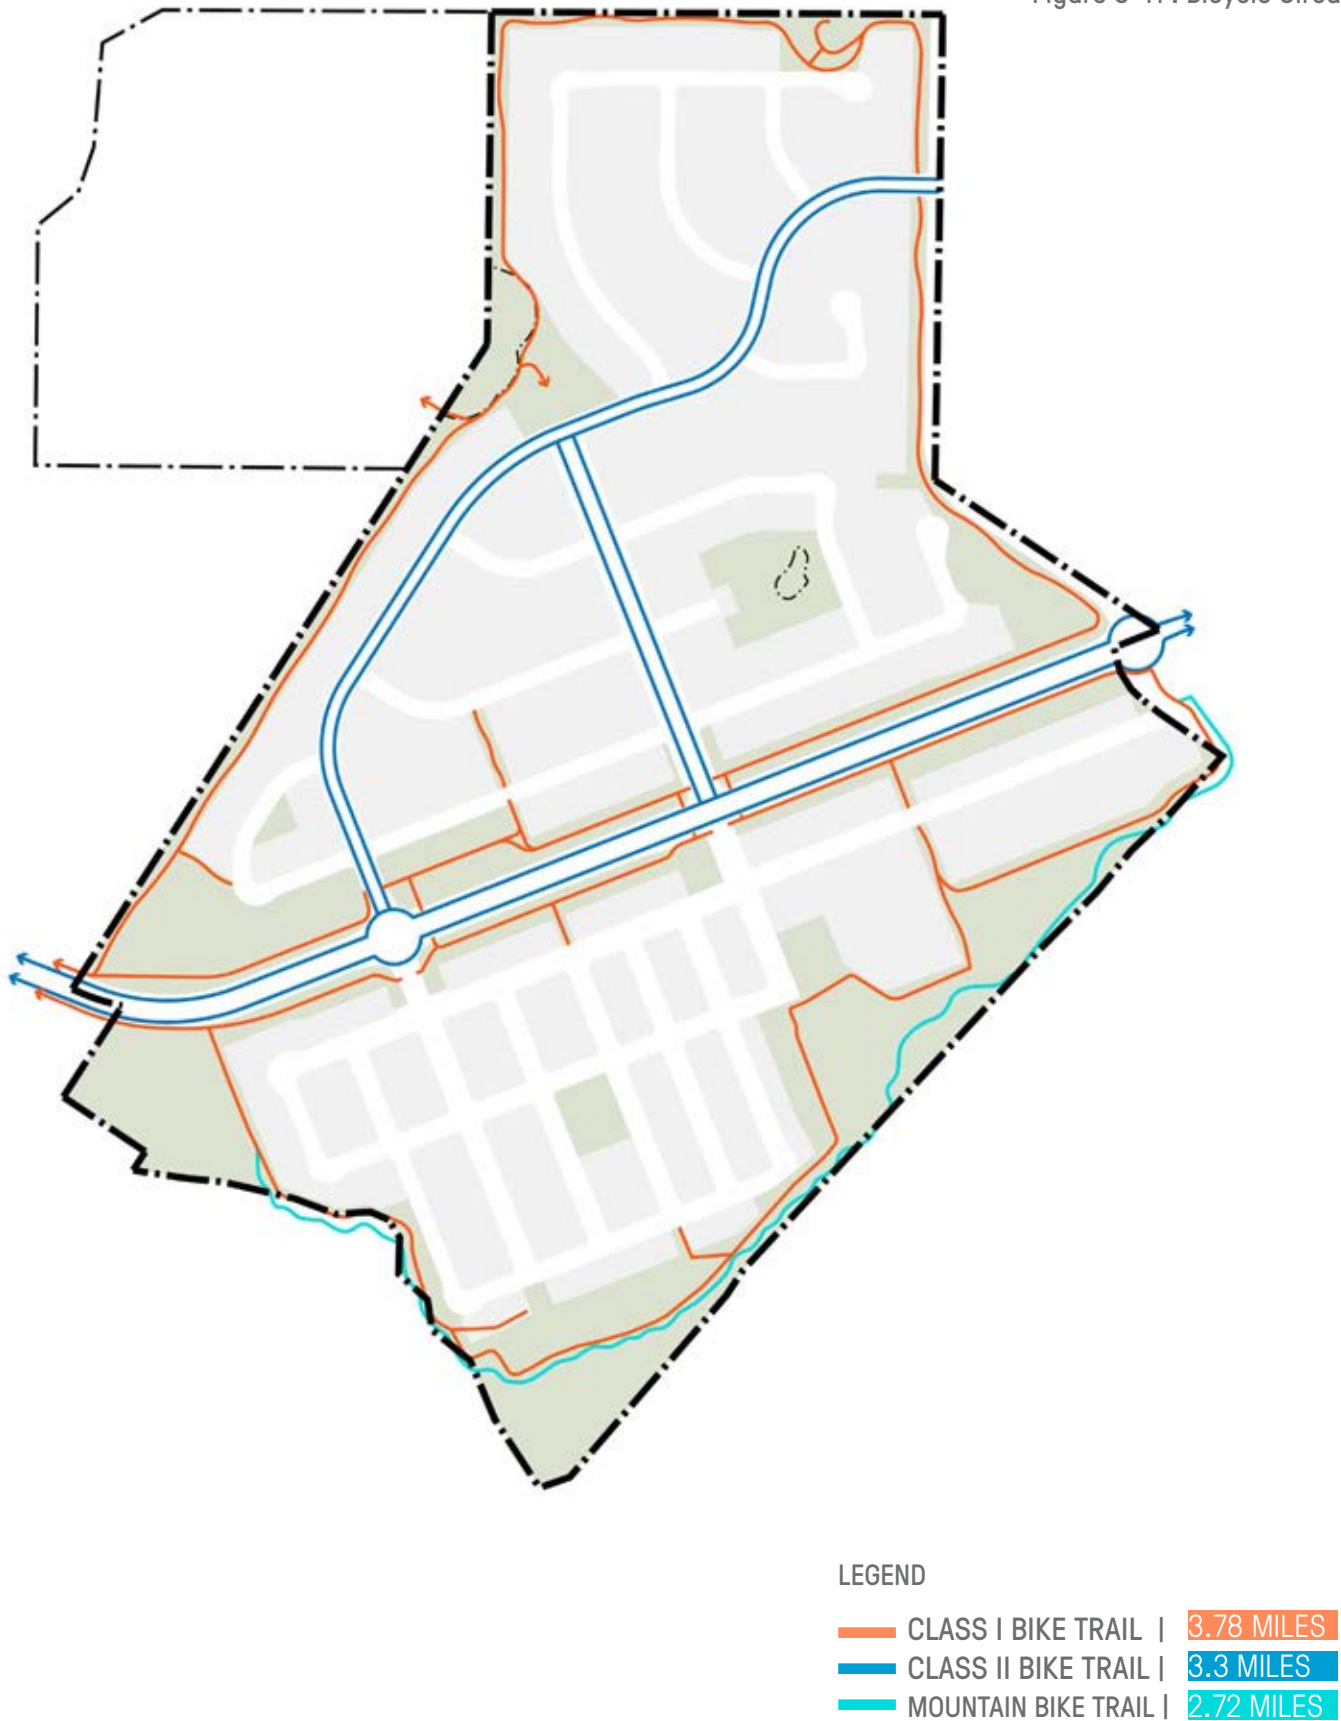 Bicycle
LEGEND
CLASS I BIKE TRAIL | 3.78 MILES
CLASS II BIKE TRAIL | 3.3 MILES
MOUNTAIN BIKE TRAIL | 2.72 MILES